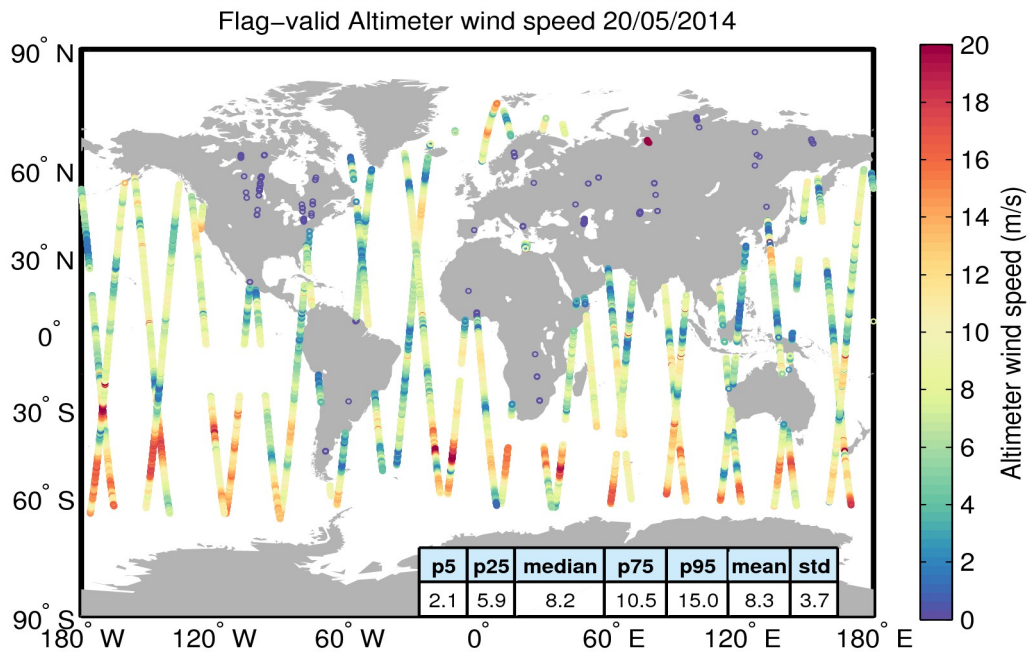 Flag-valid Altimeter wind speed 20/05/2014
90° N
60° N
30° N
0°
30° S
60° S
90° S
180° W
120° W
60° W
0°
60° E
120° E
180° E
p5 p25 median p75 p95 mean std
2.1 5.9 8.2 10.5 15.0 8.3 3.7
20
18
16
14
12
10
8
6
4
2
0
Altimeter wind speed (m/s)